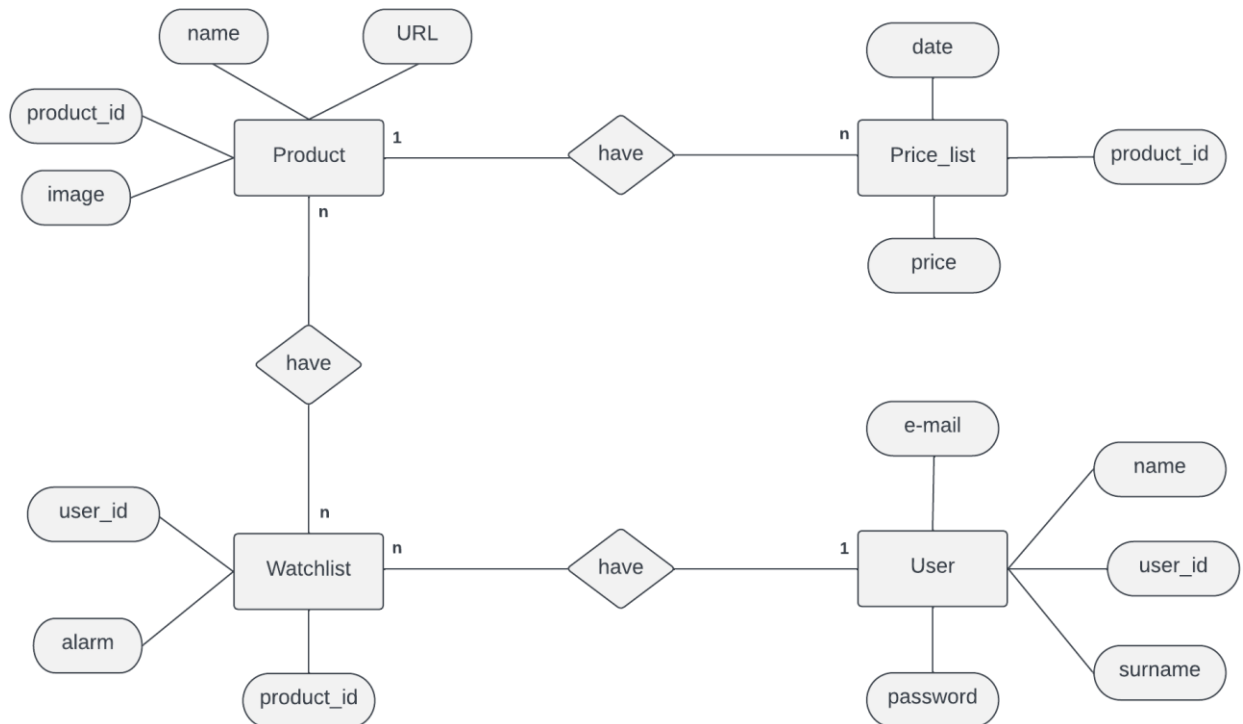 name
URL
date
product_id
Product
1
have
n
Price_list
product_id
image
n
price
have
e-mail
name
user_id
n
Watchlist
n
have
1
User
user_id
alarm
surname
product_id
password